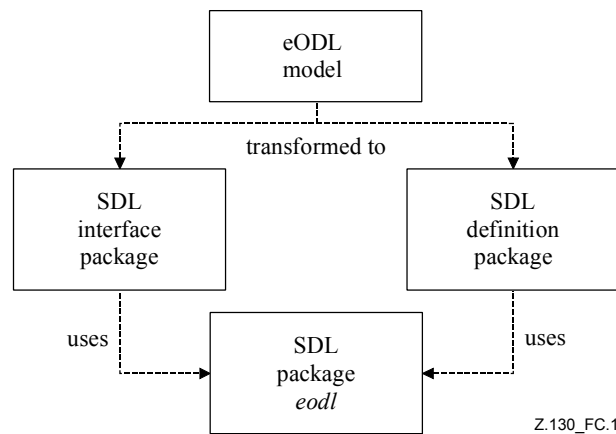 eODL
model
transformed to
SDL
interface
package
SDL
definition
package
uses
SDL
package
eodl
uses
Z.130_FC.1